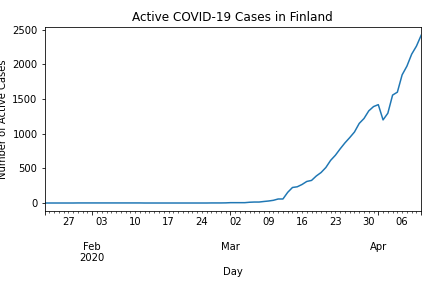 Active COVID-19 Cases in Finland
Number of Active Cases
2500
2000
1500
1000
500
0
27 03 10 17 24 02 09 16 23 30 06
Feb Mar Apr
2020
Day